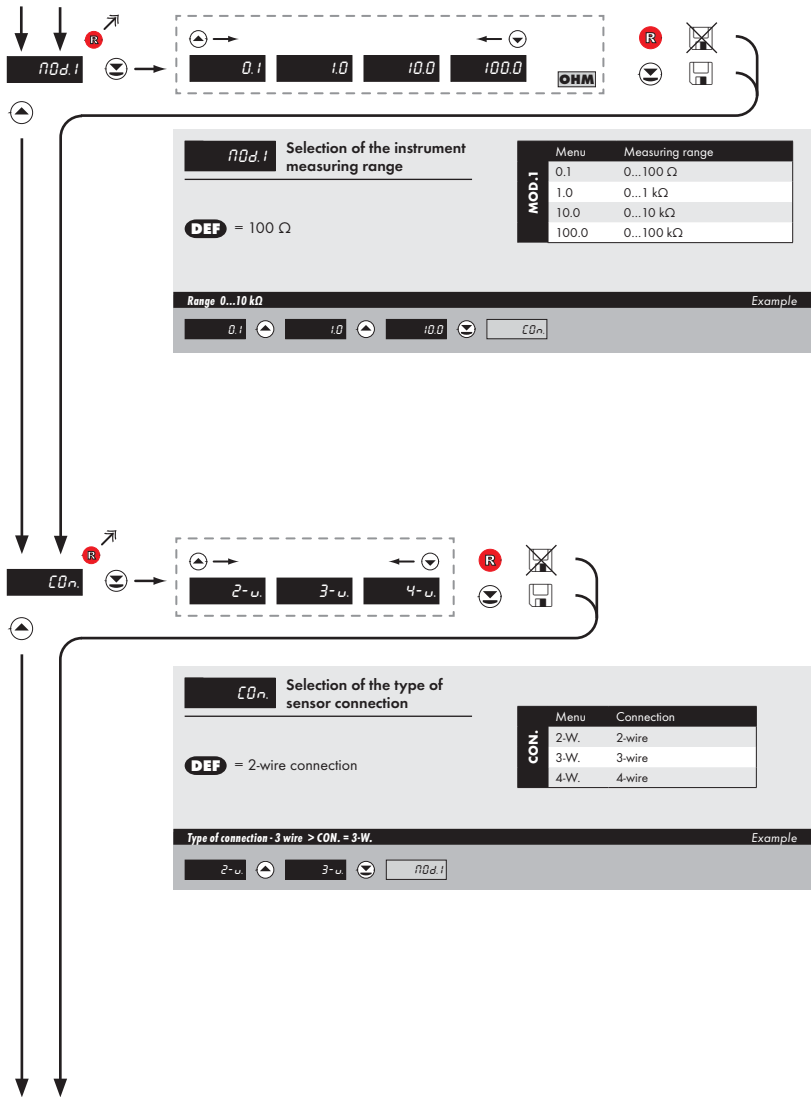 R
R
MOd.1
0.1 1.0 10.0 100.0
OHM
MOd.1 Selection of the instrument
measuring range
DEF = 100 Ω
MOD.1
Menu Measuring range
0.1 0...100 Ω
1.0 0...1 kΩ
10.0 0...10 kΩ
100.0 0...100 kΩ
Range 0...10 kΩ Example
0.1 1.0 10.0 COn.
R
R
COn.
2-w. 3-w. 4-w.
COn. Selection of the type of
sensor connection
DEF = 2-wire connection
CON.
Menu Connection
2-W. 2-wire
3-W. 3-wire
4-W. 4-wire
Type of connection - 3 wire > CON. = 3-W. Example
2-w. 3-w. MOd.1